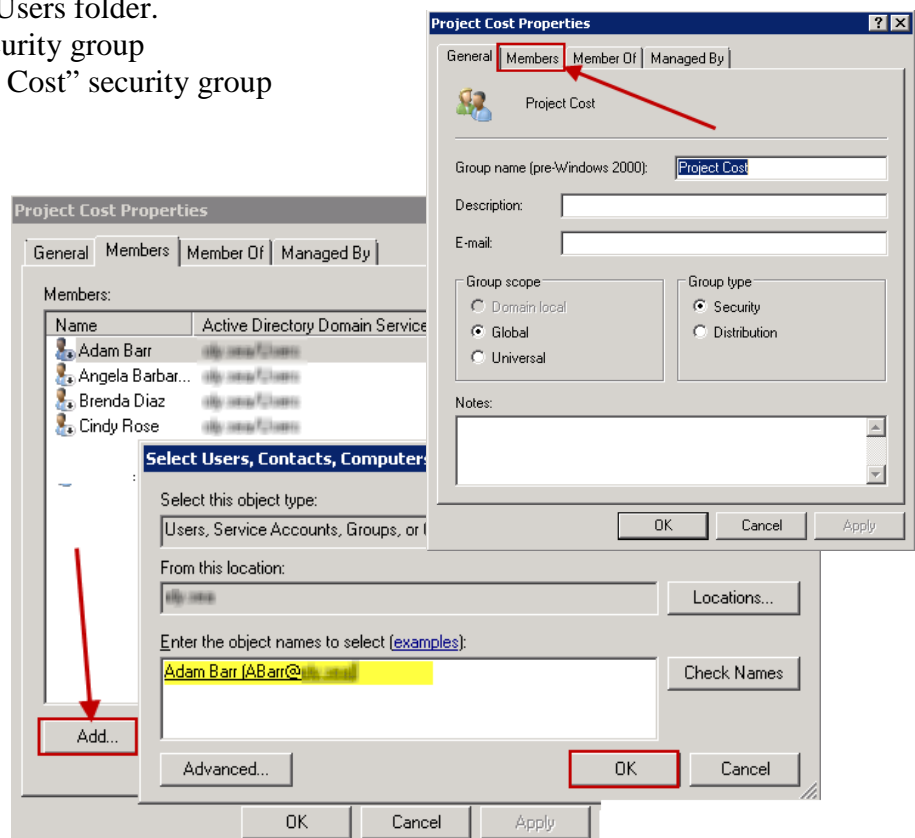 Users folder.
curity group
Cost” security group
Project Cost Properties
General Members Member Of Managed By
Project Cost
Group name (pre-Windows 2000): Project Cost
Description:
E-mail:
Group scope
Domain local
Global
Universal
Group type
Security
Distribution
Notes:
OK Cancel Apply
Project Cost Properties
General Members Member Of Managed By
Members:
Name Active Directory Domain Service
Adam Barr
Angela Barbar...
Brenda Diaz
Cindy Rose
Add...
OK Cancel Apply
Select Users, Contacts, Computers
Select this object type:
Users, Service Accounts, Groups, or
From this location:
Locations...
Enter the object names to select (examples):
Adam Barr (ABarr@
Check Names
Advanced...
OK Cancel